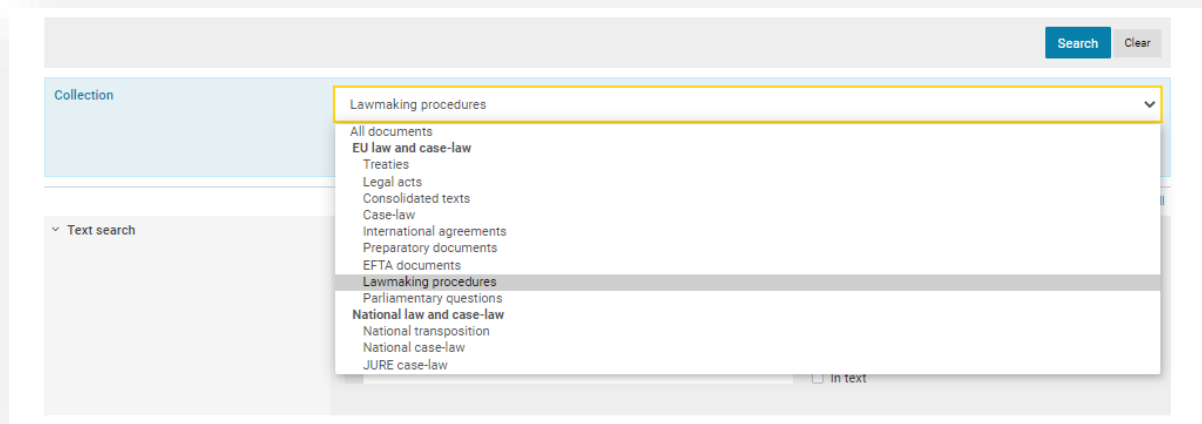 Search Clear
Collection
Lawmaking procedures
All documents
EU law and case-law
Treaties
Legal acts
Consolidated texts
Case-law
International agreements
Preparatory documents
EFTA documents
Lawmaking procedures
Parliamentary questions
National law and case-law
National transposition
National case-law
JURE case-law
Text search
In text